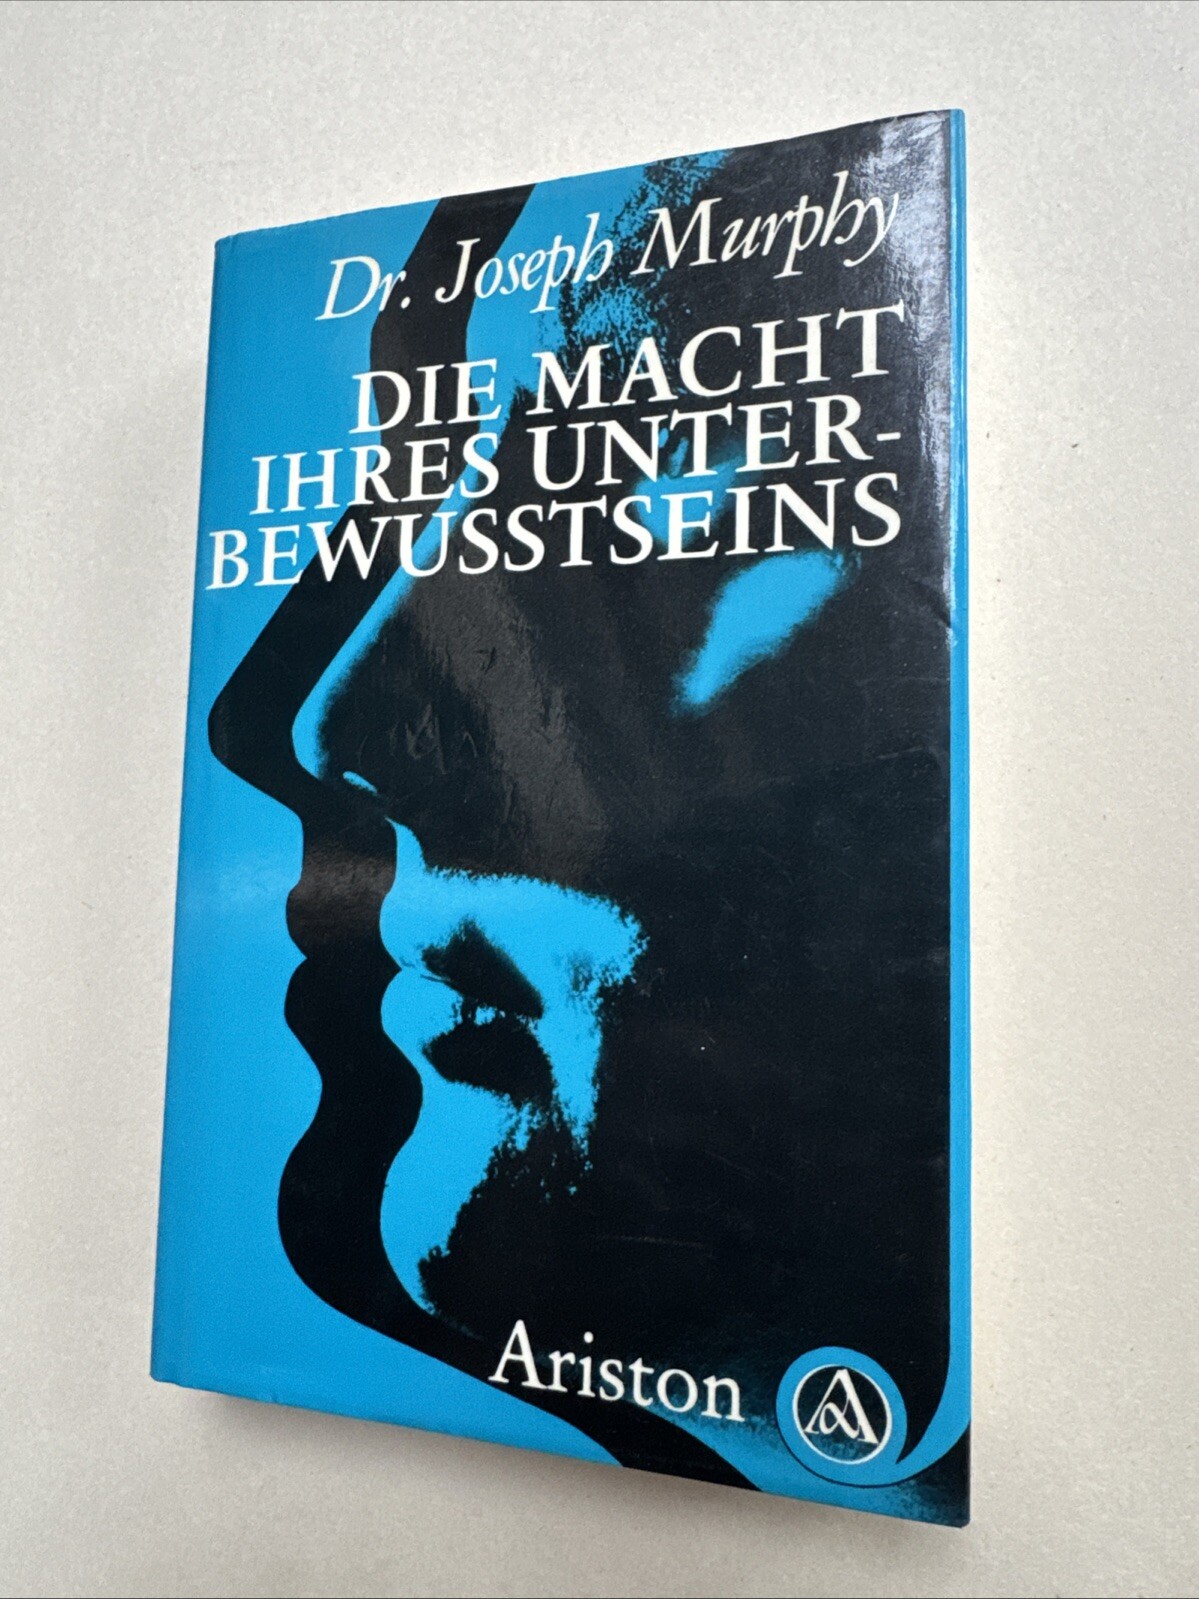 Dr. Joseph Murphy
DIE MACHT
IHRES UNTER-
BEWUSSTSEINS
Ariston
A